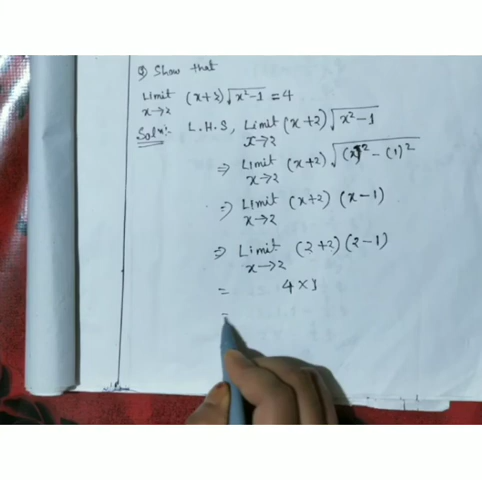 Q) Show that
Limit x→2 (x+2) √x²-1 = 4
Solⁿ:- L.H.S, Limit x→2 (x+2) √x²-1
⇒ Limit x→2 (x+2) √(x)²-(1)²
⇒ Limit x→2 (x+2) (x-1)
⇒ Limit x→2 (2+2) (2-1)
= 4×1
=